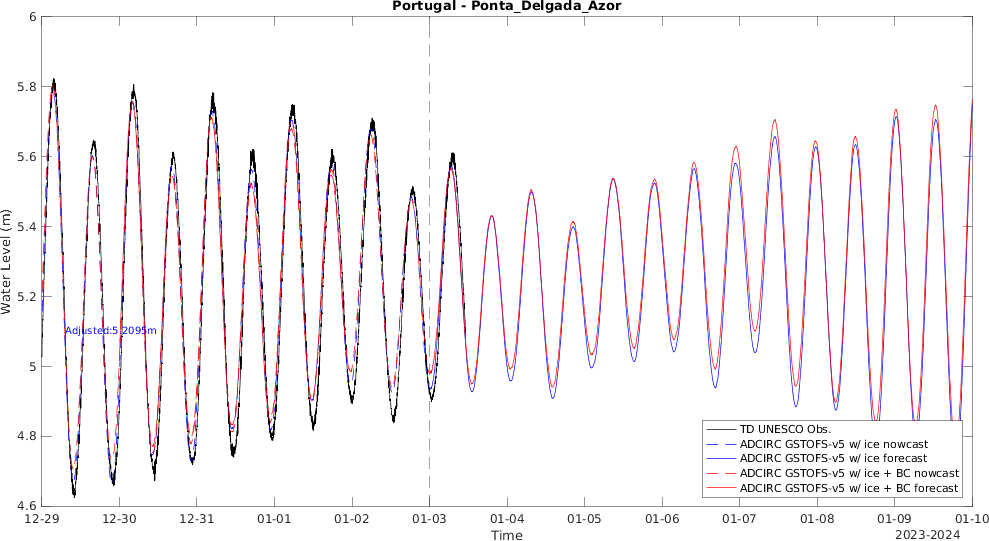 Portugal - Ponta_Delgada_Azor
6
5.8
5.6
5.4
5.2
5
4.8
4.6
Water Level (m)
Adjusted:5.2095m
TD UNESCO Obs.
ADCIRC GSTOFS-v5 w/ ice nowcast
ADCIRC GSTOFS-v5 w/ ice forecast
ADCIRC GSTOFS-v5 w/ ice + BC nowcast
ADCIRC GSTOFS-v5 w/ ice + BC forecast
12-29 12-30 12-31 01-01 01-02 01-03 01-04 01-05 01-06 01-07 01-08 01-09 01-10
Time
2023-2024